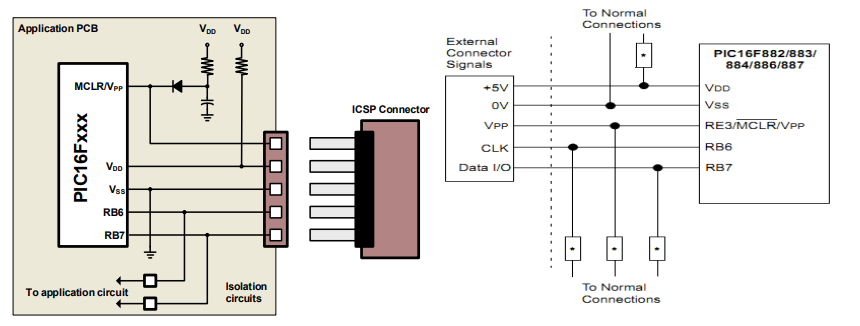 Application PCB
VDD
VDD
MCLR/VPP
PIC16Fxxx
VDD
VSS
RB6
RB7
To application circuit
Isolation
circuits
ICSP Connector
To Normal
Connections
External
Connector
Signals
*
PIC16F882/883/
884/886/887
+5V
VDD
0V
VSS
VPP
RE3/MCLR/VPP
CLK
RB6
Data I/O
RB7
* * *
To Normal
Connections